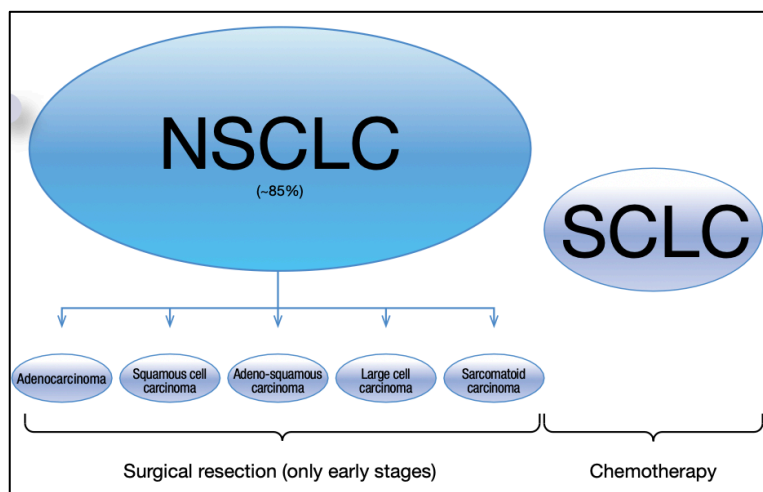 NSCLC
(~85%)
SCLC
Adenocarcinoma
Squamous cell
carcinoma
Adeno-squamous
carcinoma
Large cell
carcinoma
Sarcomatoid
carcinoma
Surgical resection (only early stages)
Chemotherapy